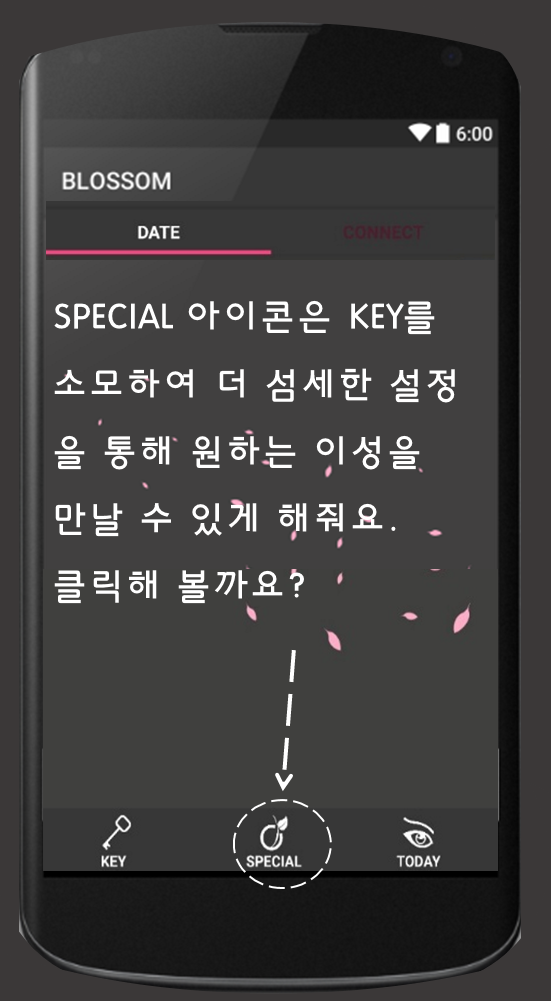 6:00
BLOSSOM
DATE CONNECT
SPECIAL 아이콘은 KEY를
소모하여 더 섬세한 설정
을 통해 원하는 이성을
만날 수 있게 해줘요.
클릭해 볼까요?
KEY SPECIAL TODAY